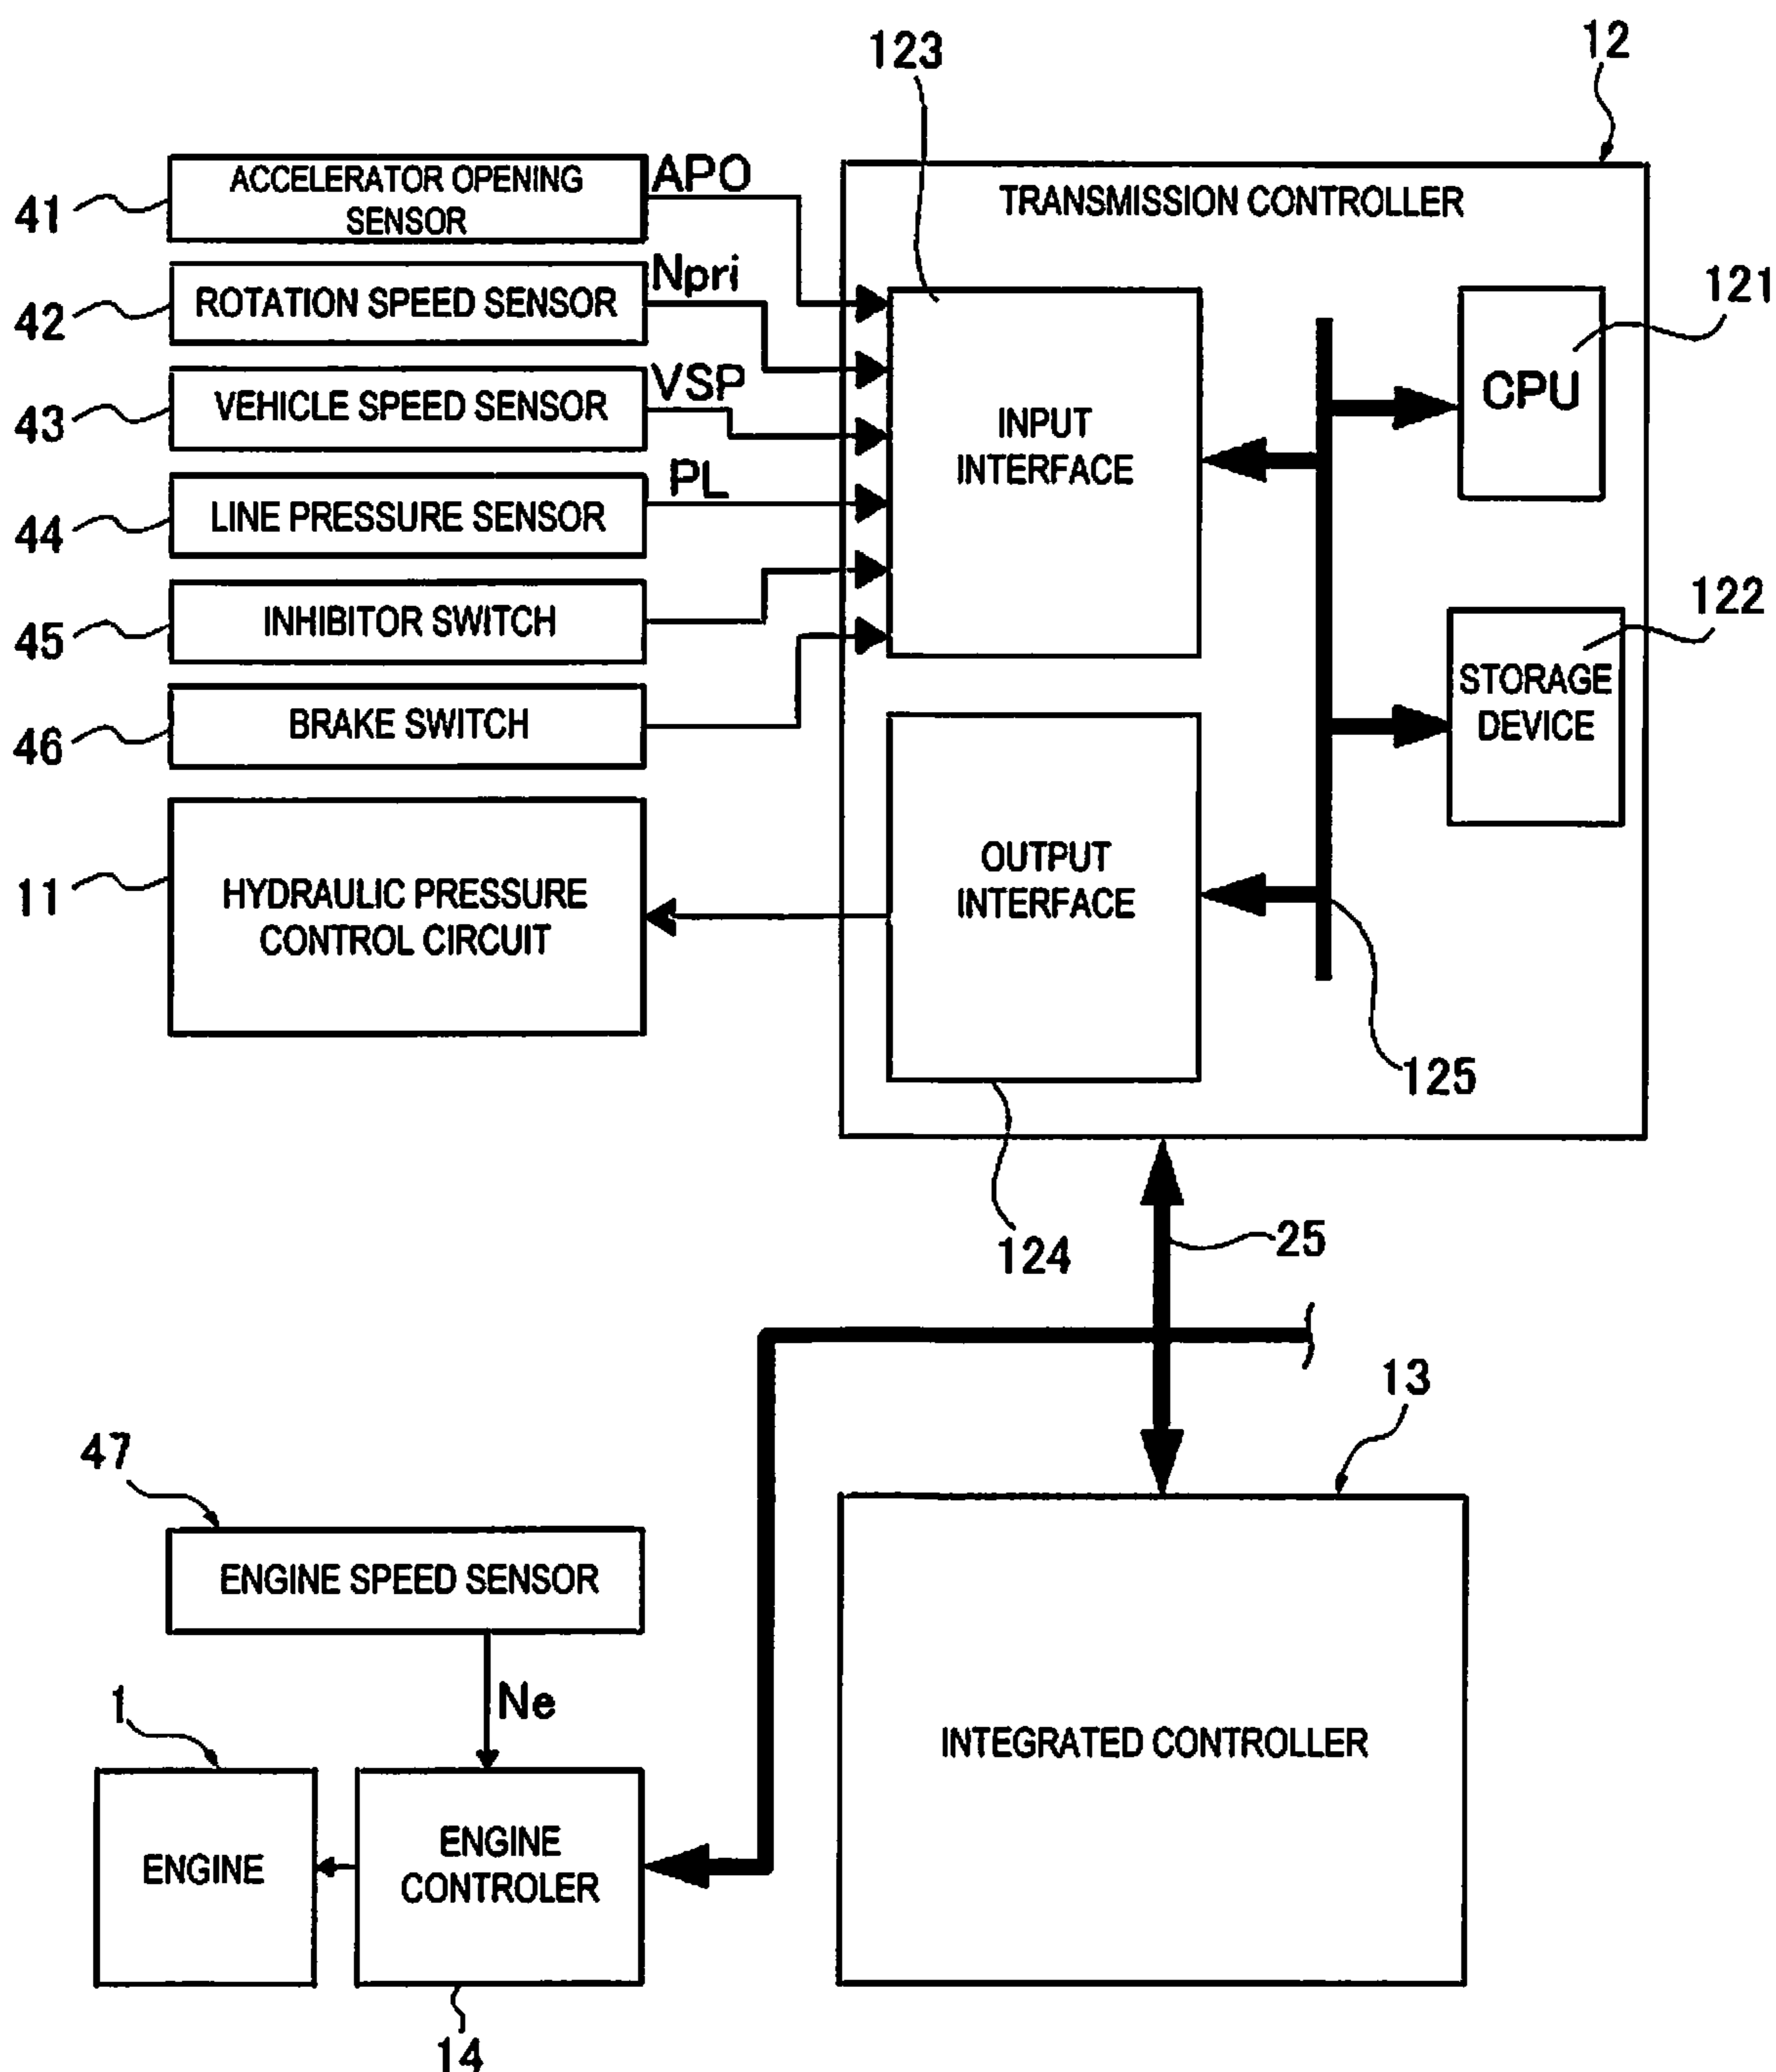 123
12
ACCELERATOR OPENING
SENSOR
APO
41
TRANSMISSION CONTROLLER
ROTATION SPEED SENSOR
Npri
42
121
CPU
VEHICLE SPEED SENSOR
VSP
43
INPUT
INTERFACE
LINE PRESSURE SENSOR
PL
44
INHIBITOR SWITCH
45
122
STORAGE
DEVICE
BRAKE SWITCH
46
HYDRAULIC PRESSURE
CONTROL CIRCUIT
11
OUTPUT
INTERFACE
125
124
25
13
47
ENGINE SPEED SENSOR
Ne
1
INTEGRATED CONTROLLER
ENGINE
ENGINE
CONTROLER
14